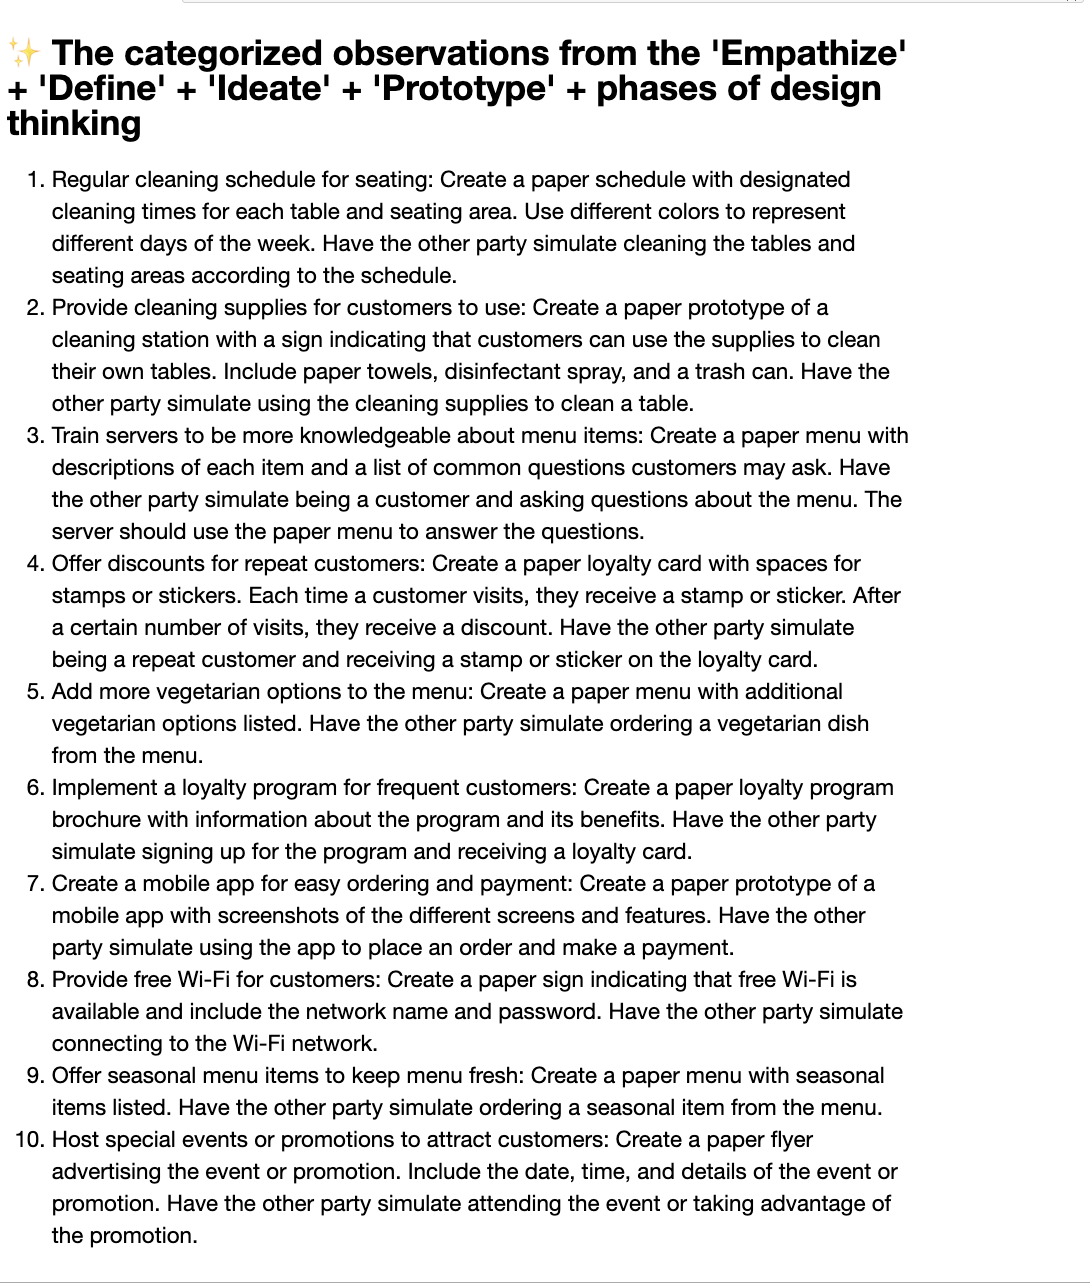 ✨ The categorized observations from the 'Empathize'
+ 'Define' + 'Ideate' + 'Prototype' + phases of design
thinking
1. Regular cleaning schedule for seating: Create a paper schedule with designated
cleaning times for each table and seating area. Use different colors to represent
different days of the week. Have the other party simulate cleaning the tables and
seating areas according to the schedule.
2. Provide cleaning supplies for customers to use: Create a paper prototype of a
cleaning station with a sign indicating that customers can use the supplies to clean
their own tables. Include paper towels, disinfectant spray, and a trash can. Have the
other party simulate using the cleaning supplies to clean a table.
3. Train servers to be more knowledgeable about menu items: Create a paper menu with
descriptions of each item and a list of common questions customers may ask. Have
the other party simulate being a customer and asking questions about the menu. The
server should use the paper menu to answer the questions.
4. Offer discounts for repeat customers: Create a paper loyalty card with spaces for
stamps or stickers. Each time a customer visits, they receive a stamp or sticker. After
a certain number of visits, they receive a discount. Have the other party simulate
being a repeat customer and receiving a stamp or sticker on the loyalty card.
5. Add more vegetarian options to the menu: Create a paper menu with additional
vegetarian options listed. Have the other party simulate ordering a vegetarian dish
from the menu.
6. Implement a loyalty program for frequent customers: Create a paper loyalty program
brochure with information about the program and its benefits. Have the other party
simulate signing up for the program and receiving a loyalty card.
7. Create a mobile app for easy ordering and payment: Create a paper prototype of a
mobile app with screenshots of the different screens and features. Have the other
party simulate using the app to place an order and make a payment.
8. Provide free Wi-Fi for customers: Create a paper sign indicating that free Wi-Fi is
available and include the network name and password. Have the other party simulate
connecting to the Wi-Fi network.
9. Offer seasonal menu items to keep menu fresh: Create a paper menu with seasonal
items listed. Have the other party simulate ordering a seasonal item from the menu.
10. Host special events or promotions to attract customers: Create a paper flyer
advertising the event or promotion. Include the date, time, and details of the event or
promotion. Have the other party simulate attending the event or taking advantage of
the promotion.